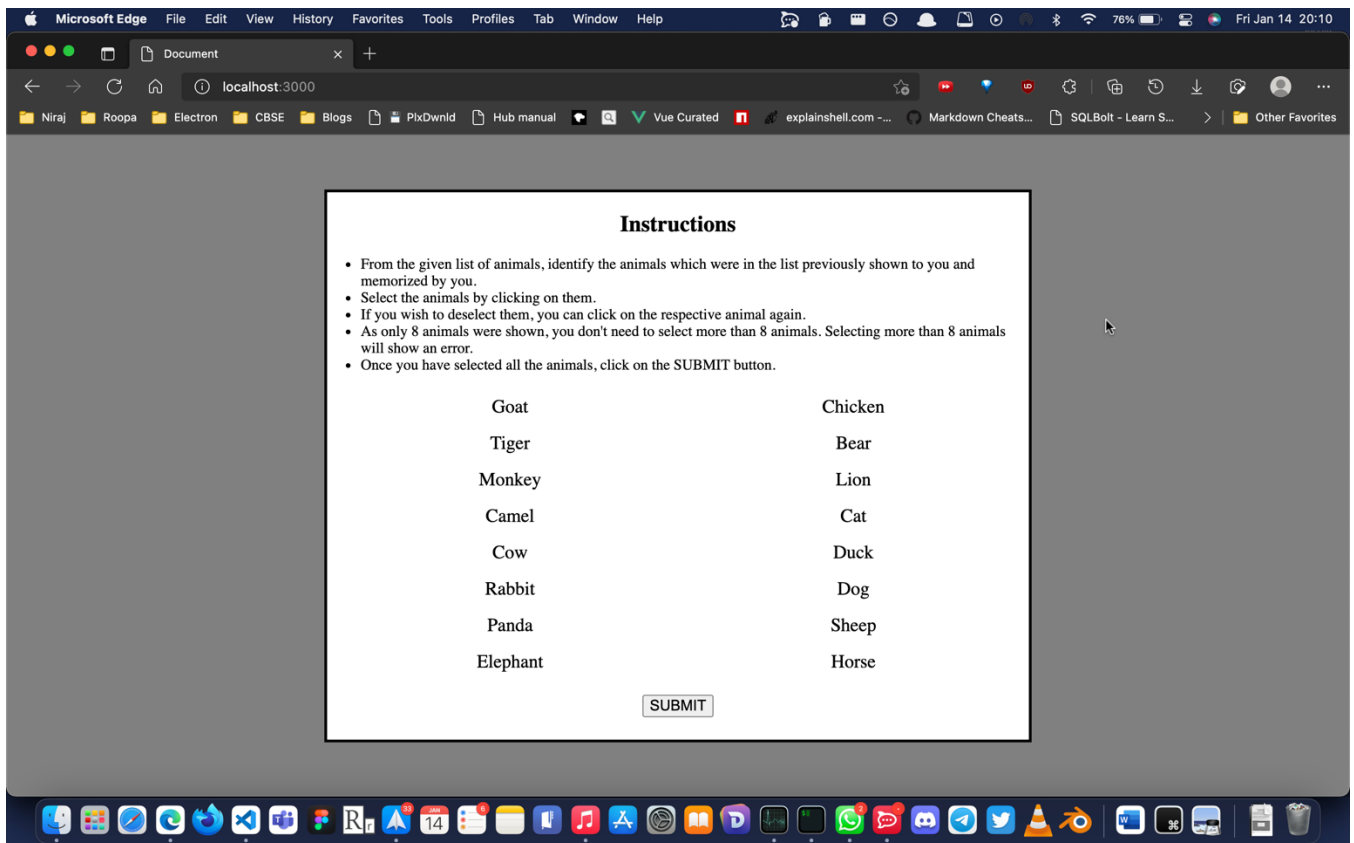 Microsoft Edge File Edit View History Favorites Tools Profiles Tab Window Help 76% Fri Jan 14 20:10
Document
localhost:3000
Niraj Roopa Electron CBSE Blogs PlxDwnld Hub manual Vue Curated explainshell.com -... Markdown Cheats... SQLBolt - Learn S... Other Favorites
Instructions
• From the given list of animals, identify the animals which were in the list previously shown to you and
memorized by you.
• Select the animals by clicking on them.
• If you wish to deselect them, you can click on the respective animal again.
• As only 8 animals were shown, you don't need to select more than 8 animals. Selecting more than 8 animals
will show an error.
• Once you have selected all the animals, click on the SUBMIT button.
Goat Chicken
Tiger Bear
Monkey Lion
Camel Cat
Cow Duck
Rabbit Dog
Panda Sheep
Elephant Horse
SUBMIT
33 JAN 14 6 2